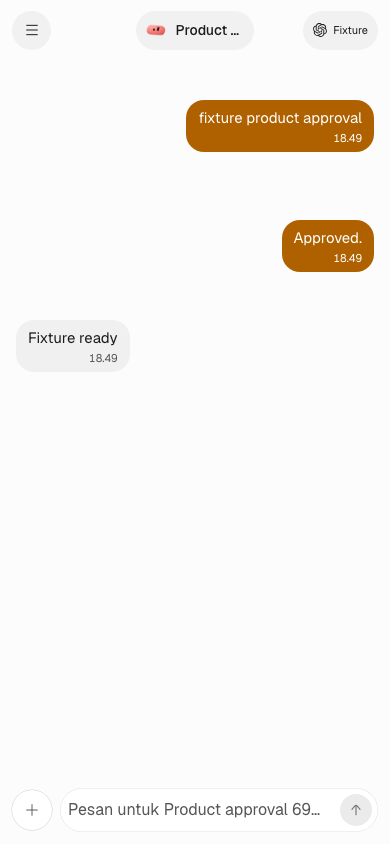 Product ...
Fixture
fixture product approval
18.49
Approved.
18.49
Fixture ready
18.49
Pesan untuk Product approval 69...